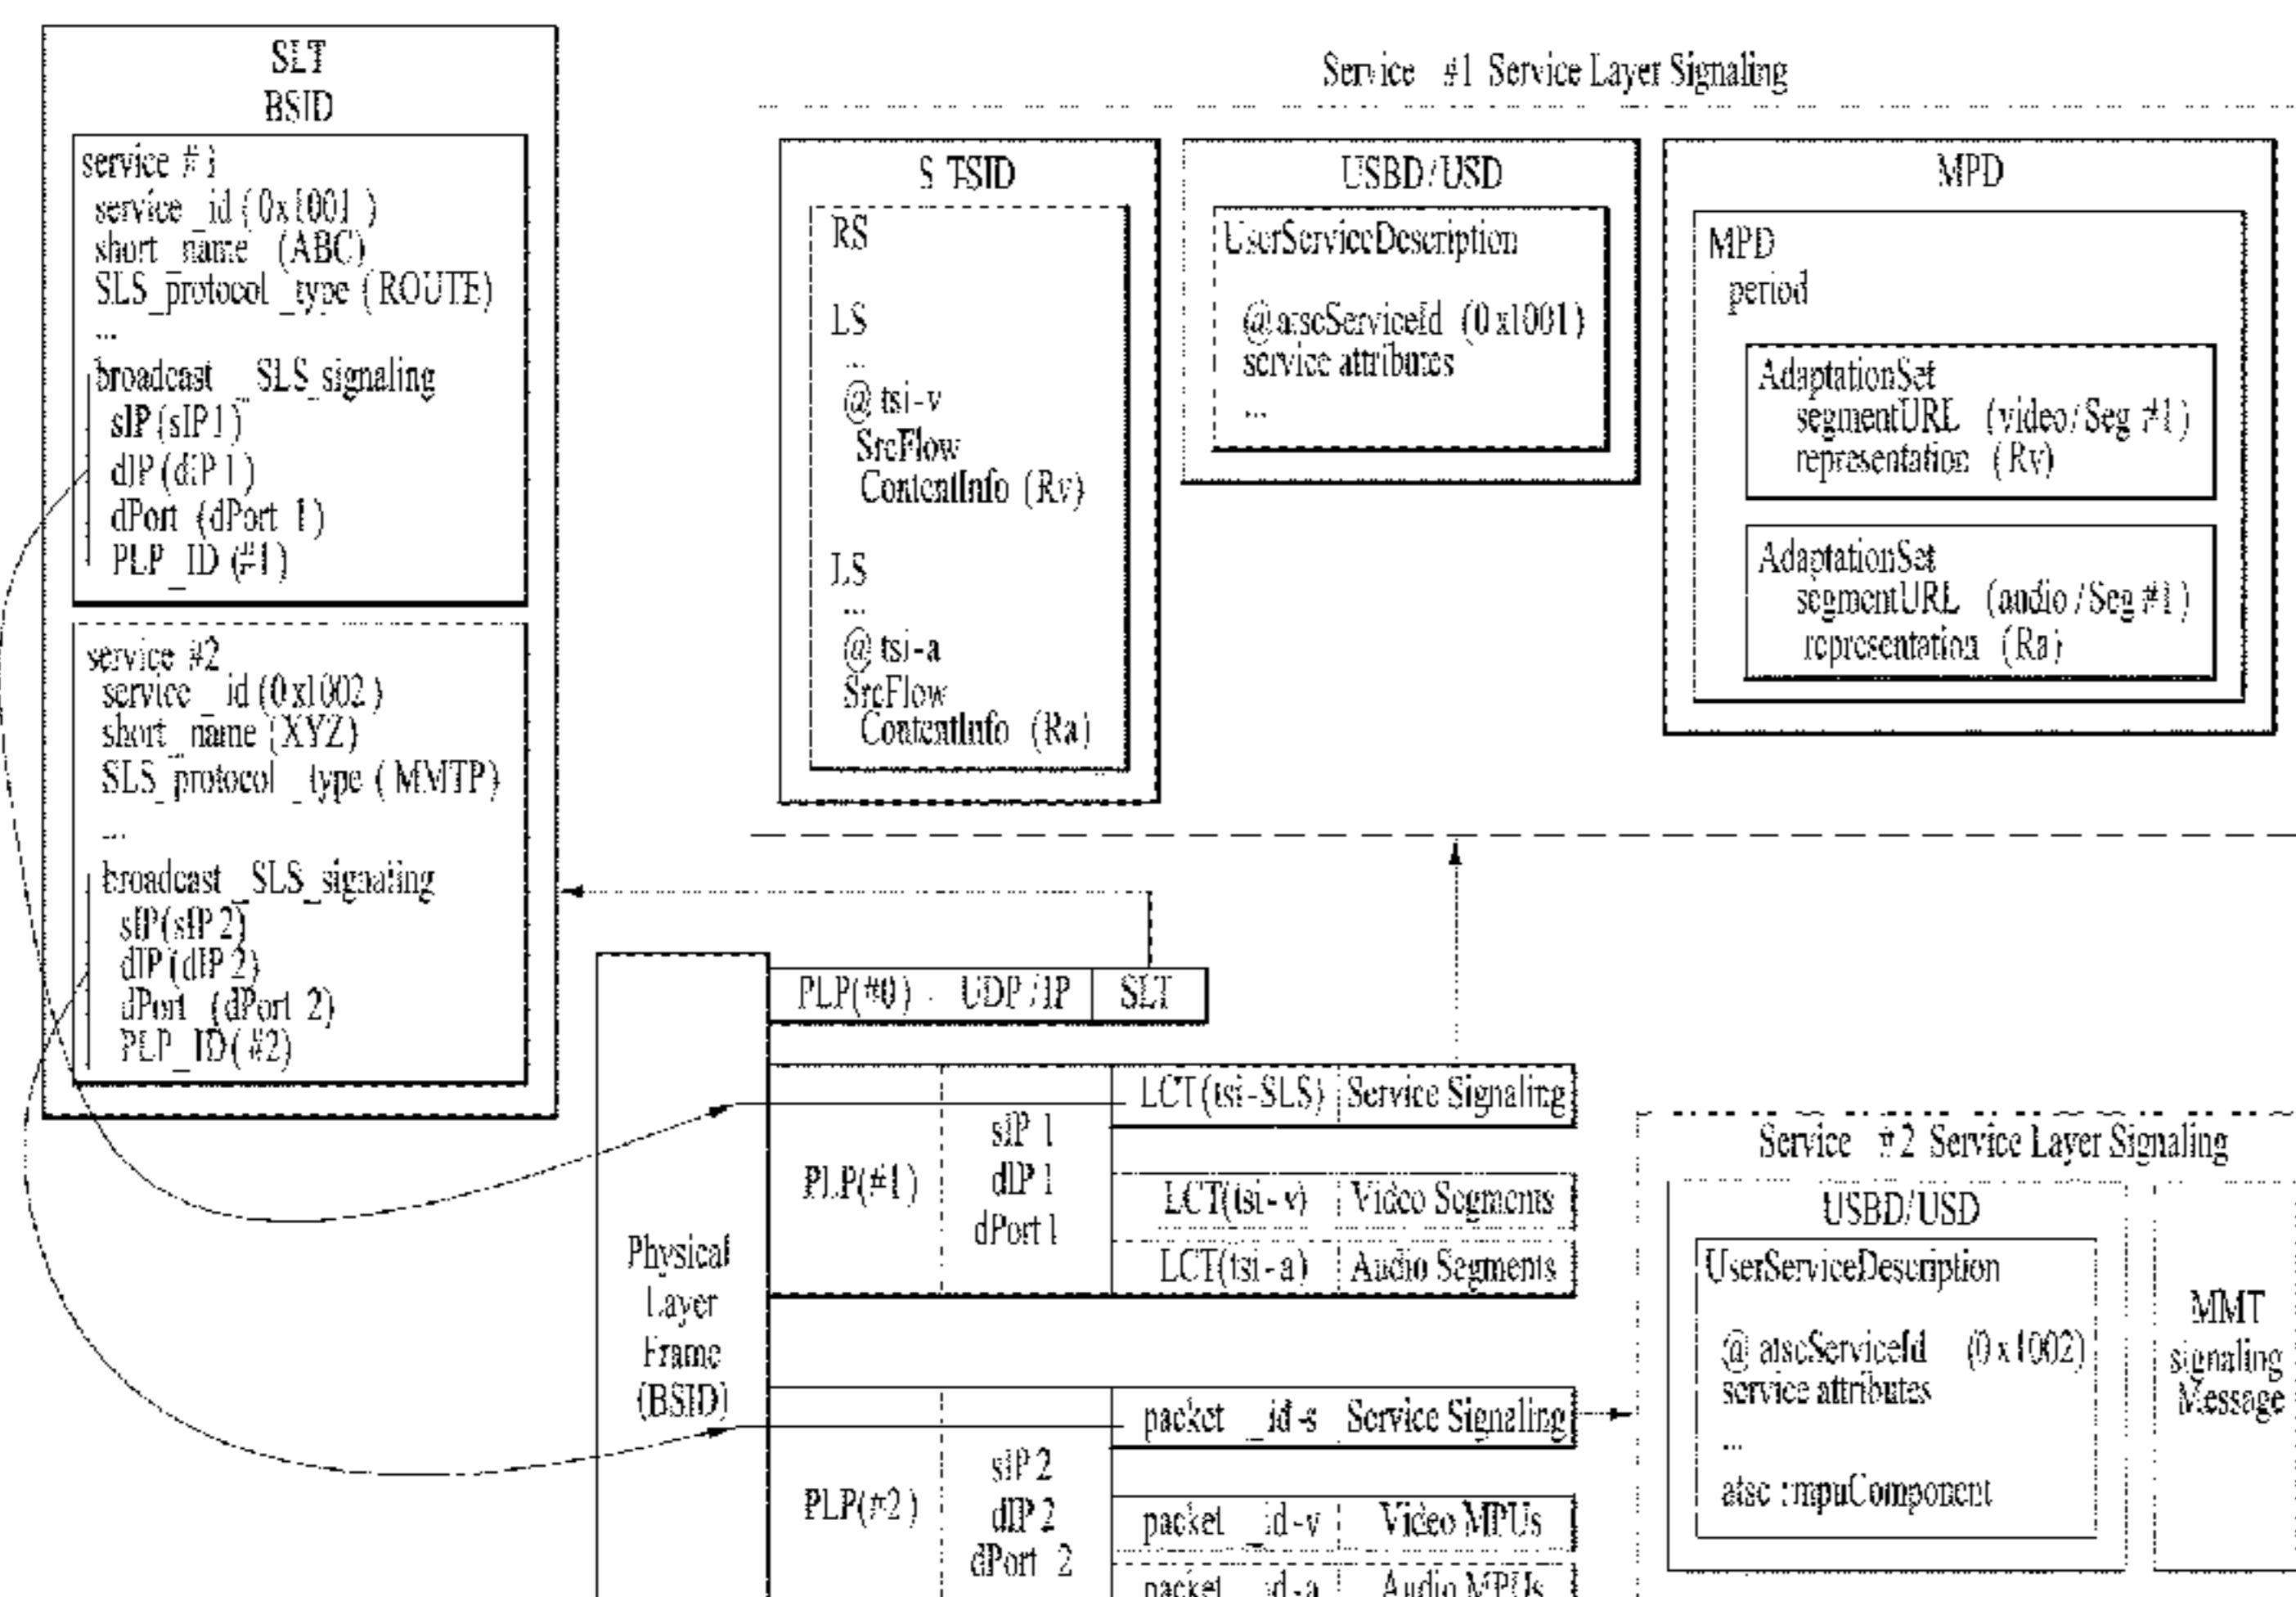 SLT
BSID
service #1
service_id (0x1001)
short_name (ABC)
SLS_protocol_type (ROUTE)
...
broadcast_SLS_signaling
sIP (sIP 1)
dIP (dIP 1)
dPort (dPort 1)
PLP_ID (#1)
service #2
service_id (0x1002)
short_name (XYZ)
SLS_protocol_type (MMTP)
...
broadcast_SLS_signaling
sIP (sIP 2)
dIP (dIP 2)
dPort (dPort 2)
PLP_ID (#2)
Service #1 Service Layer Signaling
S-TSID
RS
LS
...
@tsi-v
SrcFlow
ContentInfo (Rv)
LS
...
@tsi-a
SrcFlow
ContentInfo (Ra)
USBD/USD
UserServiceDescription
@atscServiceId (0x1001)
service attributes
...
MPD
MPD
period
AdaptationSet
segmentURL (video/Seg #1)
representation (Rv)
AdaptationSet
segmentURL (audio/Seg #1)
representation (Ra)
Physical
Layer
Frame
(BSID)
PLP(#0) UDP/IP SLT
PLP(#1)
sIP 1
dIP 1
dPort 1
LCT(tsi-SLS) Service Signaling
LCT(tsi-v) Video Segments
LCT(tsi-a) Audio Segments
PLP(#2)
sIP 2
dIP 2
dPort 2
packet_id-s Service Signaling
packet_id-v Video MPUs
packet_id-a Audio MPUs
Service #2 Service Layer Signaling
USBD/USD
UserServiceDescription
@atscServiceId (0x1002)
service attributes
...
atsc:mpuComponent
MMT
signaling
Message